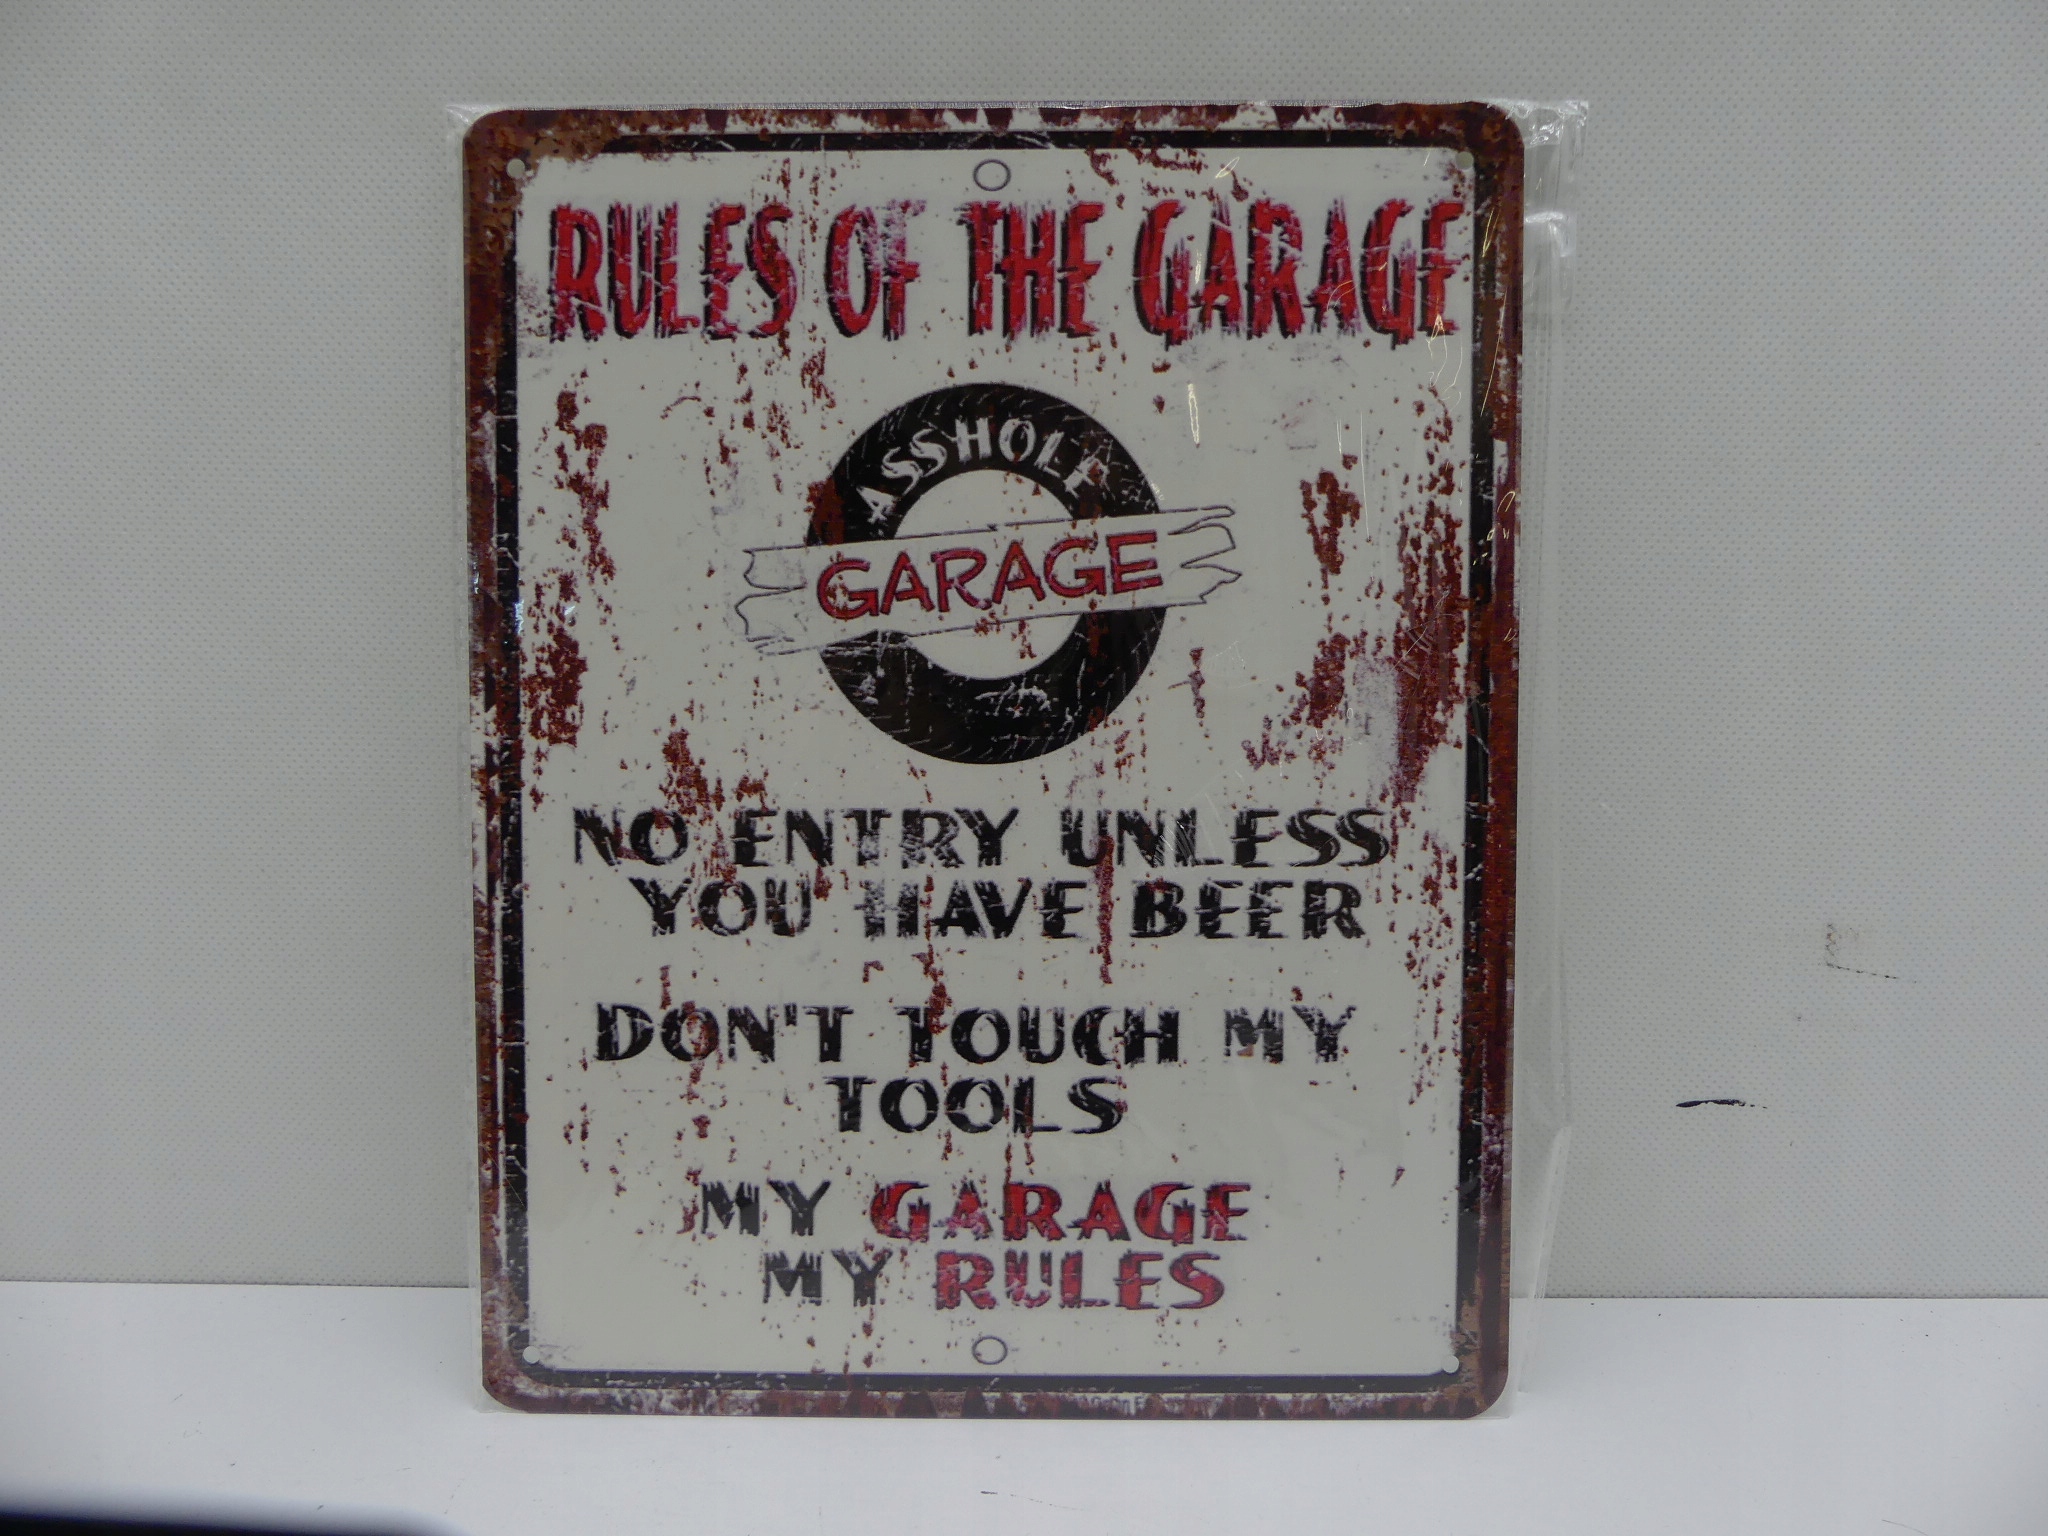 RULES OF THE GARAGE
ASSHOLE
GARAGE
NO ENTRY UNLESS
YOU HAVE BEER
DON'T TOUCH MY
TOOLS
MY GARAGE
MY RULES